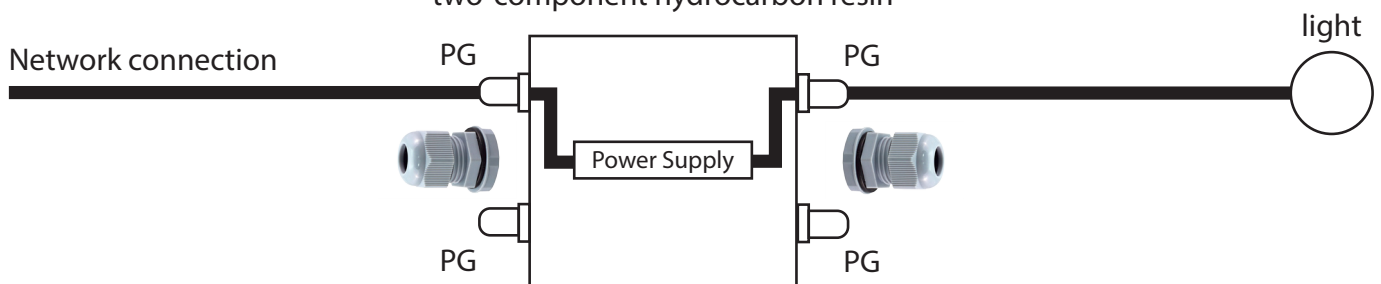 two-component hydrocarbon resin
light
Network connection
PG
PG
Power Supply
PG
PG